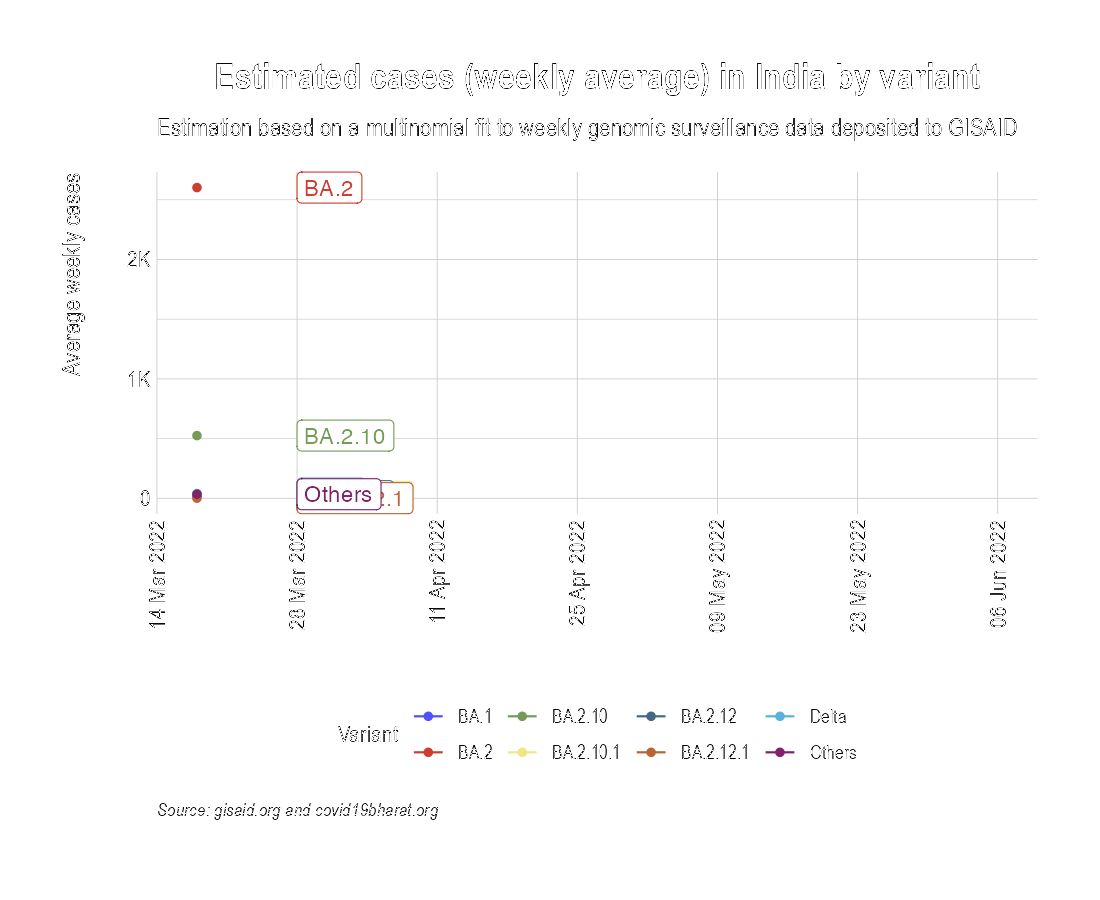 Estimated cases (weekly average) in India by variant
Estimation based on a multinomial fit to weekly genomic surveillance data deposited to GISAID
Average weekly cases
2K
1K
0
BA.2
BA.2.10
Others
2.1
14 Mar 2022
28 Mar 2022
11 Apr 2022
25 Apr 2022
09 May 2022
23 May 2022
06 Jun 2022
Variant
BA.1
BA.2.10
BA.2.12
Delta
BA.2
BA.2.10.1
BA.2.12.1
Others
Source: gisaid.org and covid19bharat.org